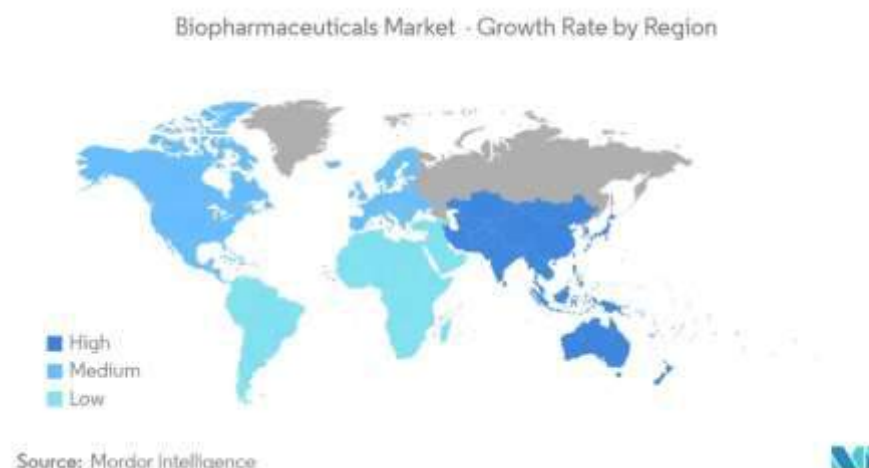 Biopharmaceuticals Market - Growth Rate by Region
High
Medium
Low
Source: Mordor Intelligence